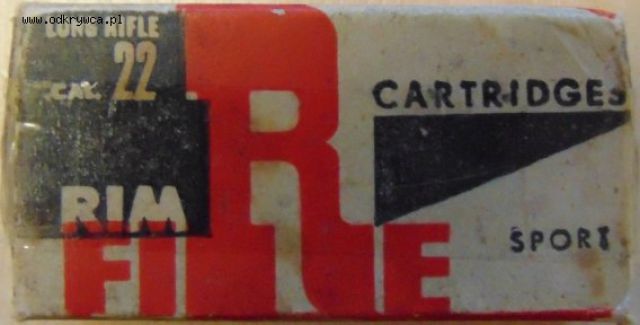 www.odkrywca.pl
LONG RIFLE
CAL. 22
CARTRIDGES
RIM
FIRE
SPORT